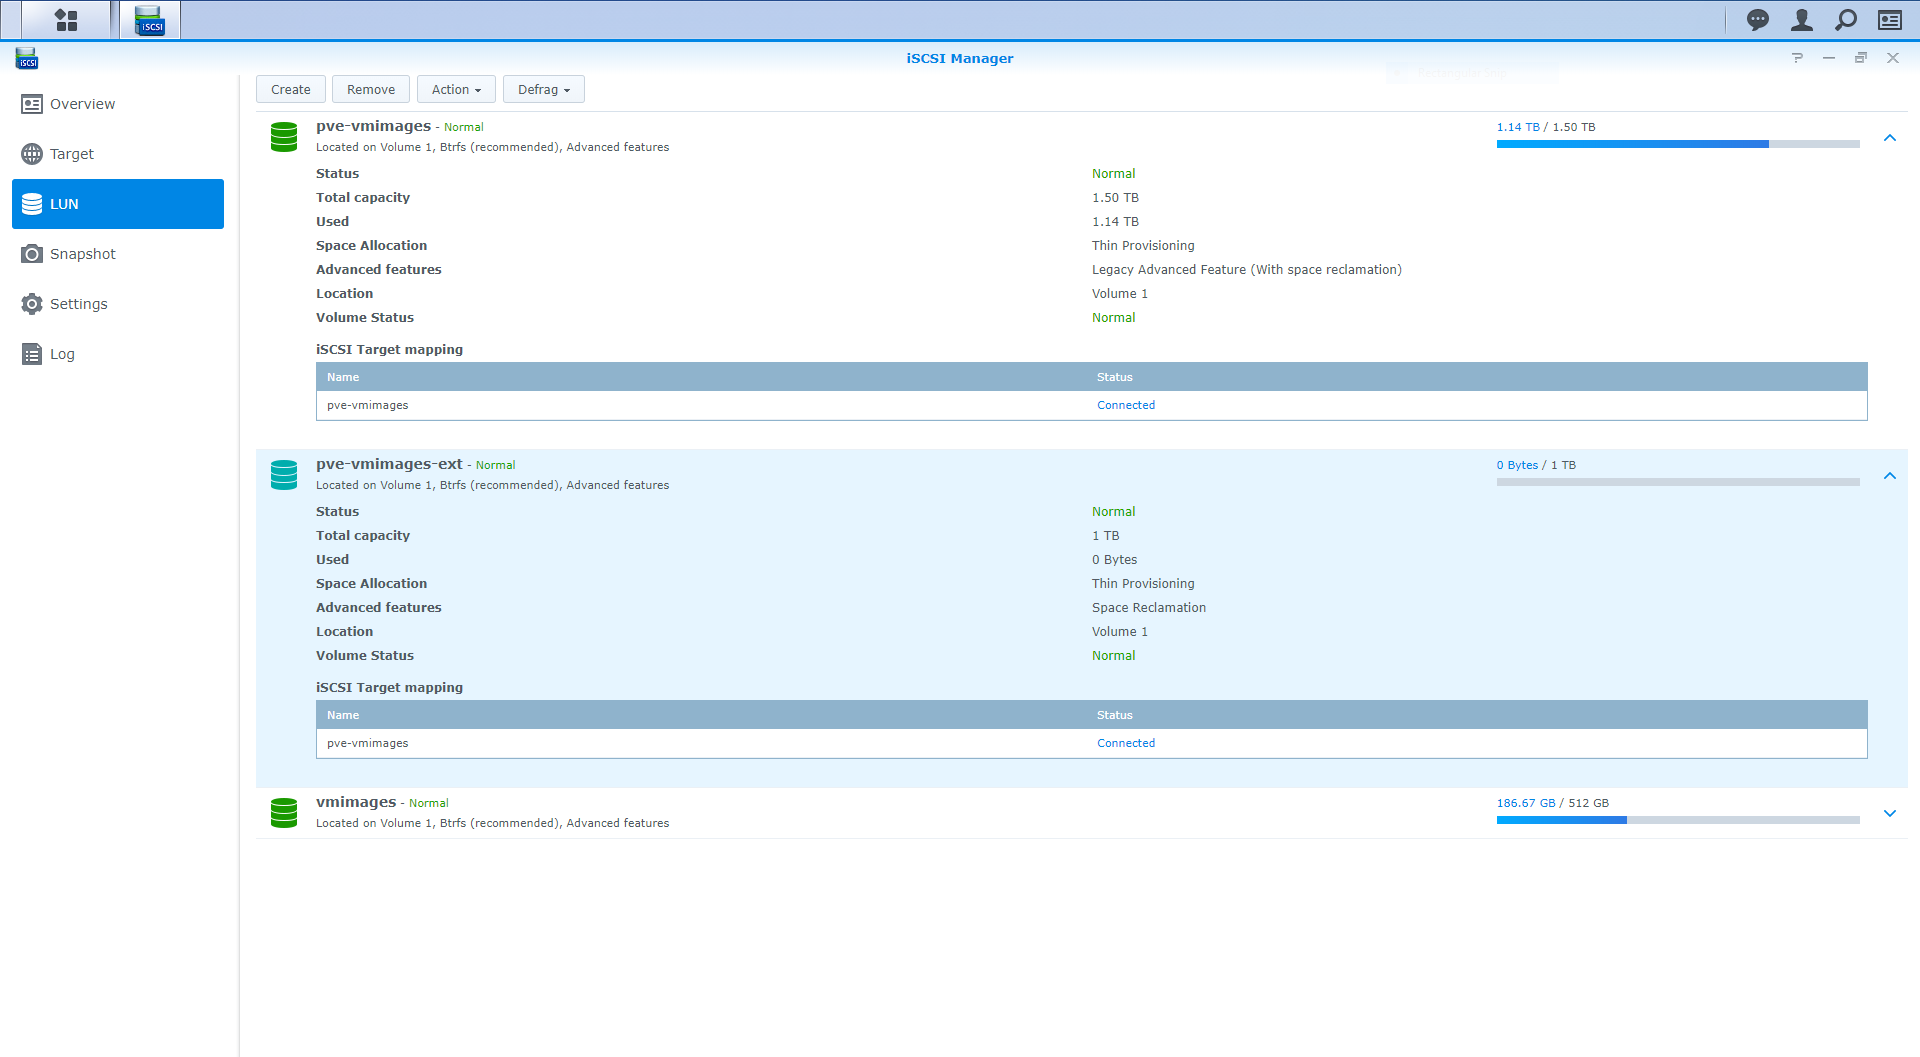 iSCSI
iSCSI
iSCSI Manager
Overview
Target
LUN
Snapshot
Settings
Log
Create
Remove
Action
Defrag
pve-vmimages - Normal
Located on Volume 1, Btrfs (recommended), Advanced features
1.14 TB / 1.50 TB
Status Normal
Total capacity 1.50 TB
Used 1.14 TB
Space Allocation Thin Provisioning
Advanced features Legacy Advanced Feature (With space reclamation)
Location Volume 1
Volume Status Normal
iSCSI Target mapping
Name Status
pve-vmimages Connected
pve-vmimages-ext - Normal
Located on Volume 1, Btrfs (recommended), Advanced features
0 Bytes / 1 TB
Status Normal
Total capacity 1 TB
Used 0 Bytes
Space Allocation Thin Provisioning
Advanced features Space Reclamation
Location Volume 1
Volume Status Normal
iSCSI Target mapping
Name Status
pve-vmimages Connected
vmimages - Normal
Located on Volume 1, Btrfs (recommended), Advanced features
186.67 GB / 512 GB